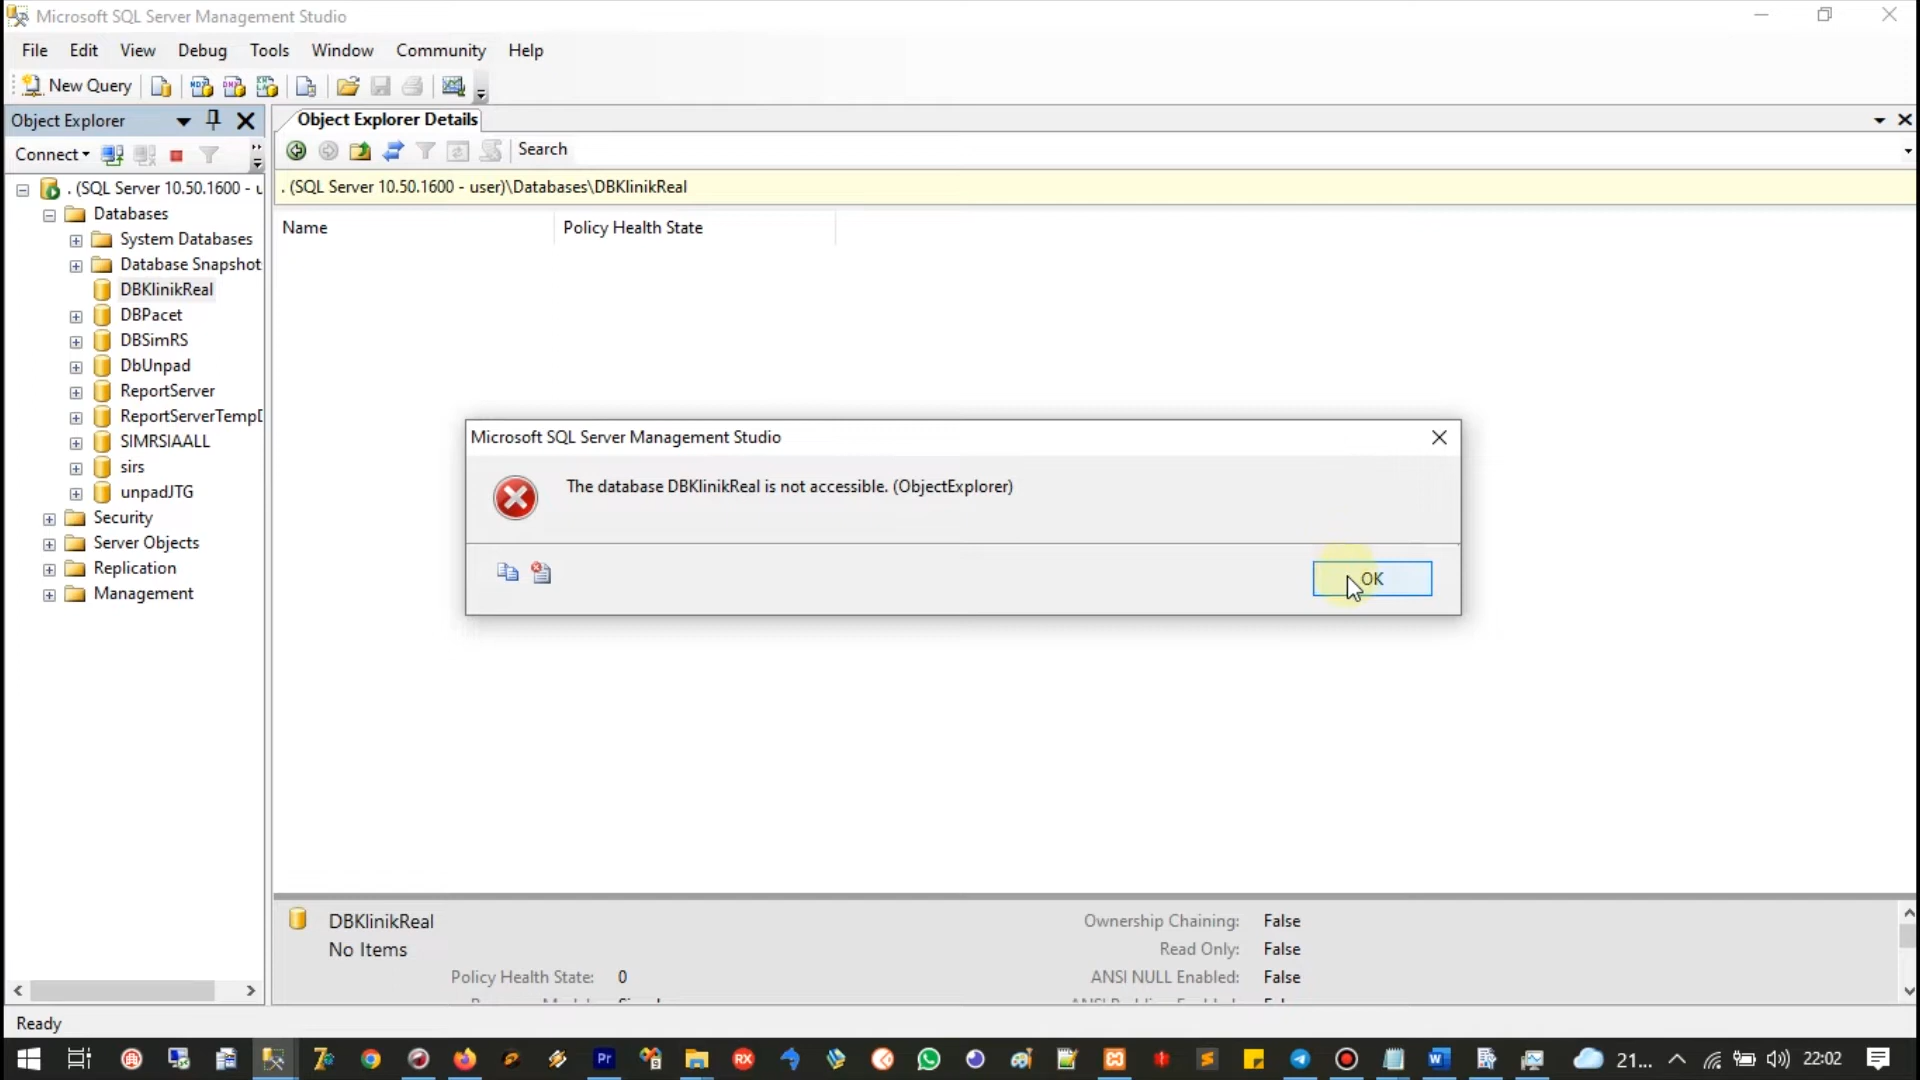 Microsoft SQL Server Management Studio
File Edit View Debug Tools Window Community Help
New Query
Object Explorer
Object Explorer Details
Connect
Search
. (SQL Server 10.50.1600 - u
. (SQL Server 10.50.1600 - user)\Databases\DBKlinikReal
Databases
Name Policy Health State
System Databases
Database Snapshot
DBKlinikReal
DBPacet
DBSimRS
DbUnpad
ReportServer
ReportServerTempD
SIMRSIAALL
sirs
unpadJTG
Security
Server Objects
Replication
Management
Microsoft SQL Server Management Studio
The database DBKlinikReal is not accessible. (ObjectExplorer)
OK
DBKlinikReal
No Items
Policy Health State: 0
Ownership Chaining: False
Read Only: False
ANSI NULL Enabled: False
Ready
21... 22:02